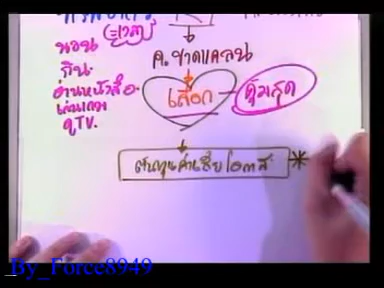 นอน (เวลา)
กิน
อ่านหนังสือ
เล่นเกม
ดู TV.
ค.ขาดแคลน
เลือก
คุ้มสุด
ต้นทุนค่าเสียโอกาส
By_Force8949